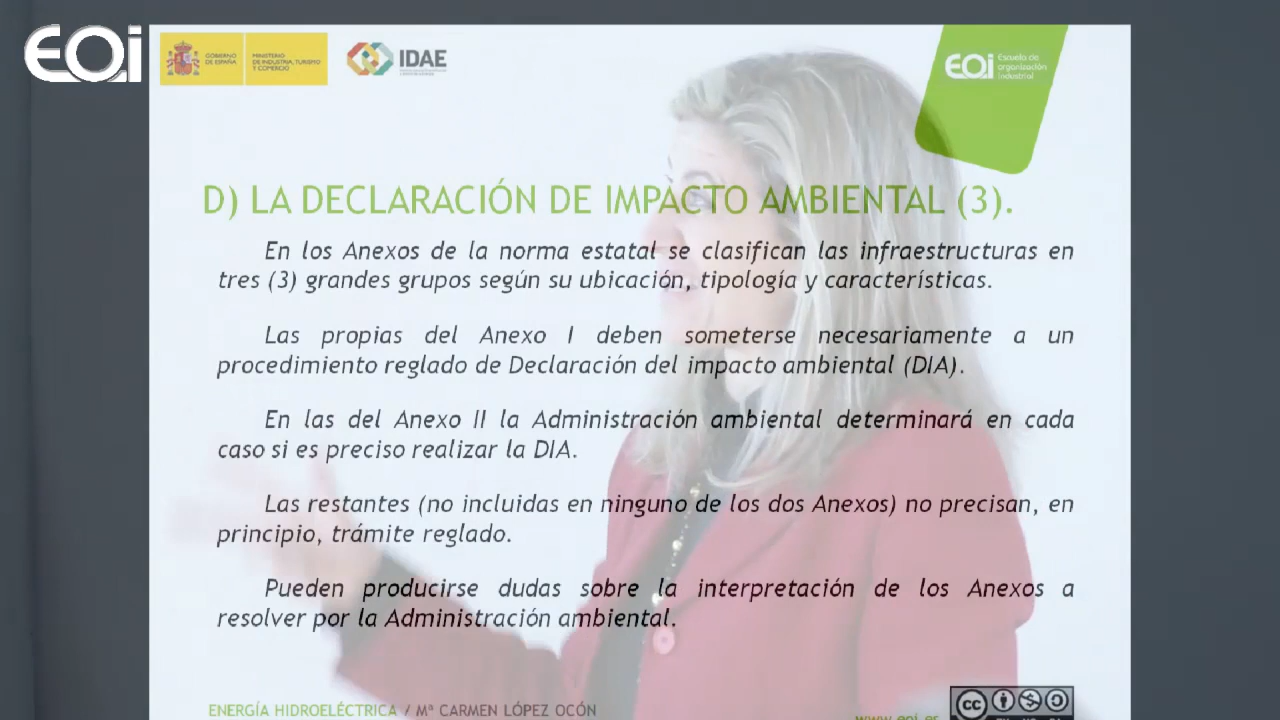 EOi
GOBIERNO
DE ESPAÑA
MINISTERIO
DE INDUSTRIA, TURISMO
Y COMERCIO
IDAE
EOi
Escuela de
organización
industrial
D) LA DECLARACIÓN DE IMPACTO AMBIENTAL (3).
En los Anexos de la norma estatal se clasifican las infraestructuras en
tres (3) grandes grupos según su ubicación, tipología y características.
Las propias del Anexo I deben someterse necesariamente a un
procedimiento reglado de Declaración del impacto ambiental (DIA).
En las del Anexo II la Administración ambiental determinará en cada
caso si es preciso realizar la DIA.
Las restantes (no incluidas en ninguno de los dos Anexos) no precisan, en
principio, trámite reglado.
Pueden producirse dudas sobre la interpretación de los Anexos a
resolver por la Administración ambiental.
ENERGÍA HIDROELÉCTRICA / Mª CARMEN LÓPEZ OCÓN
www.eoi.es
cc